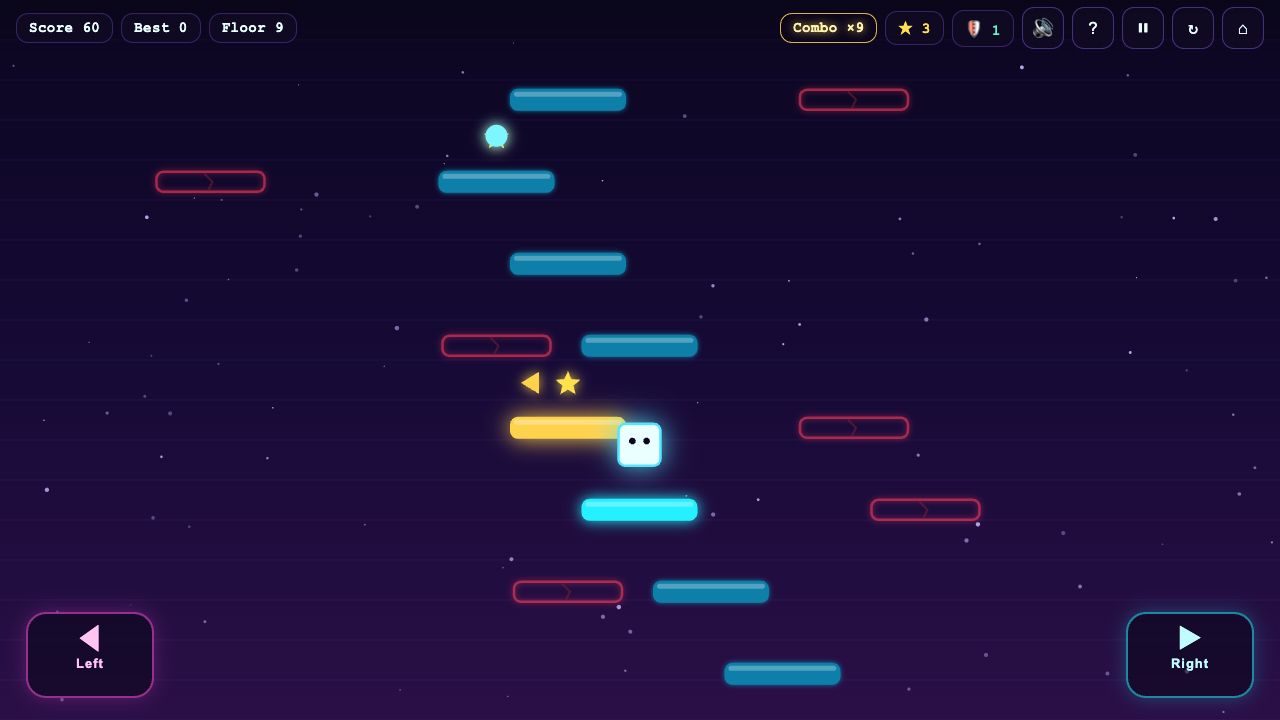 Score 60
Best 0
Floor 9
Combo ×9
★ 3
1
?
Left
Right